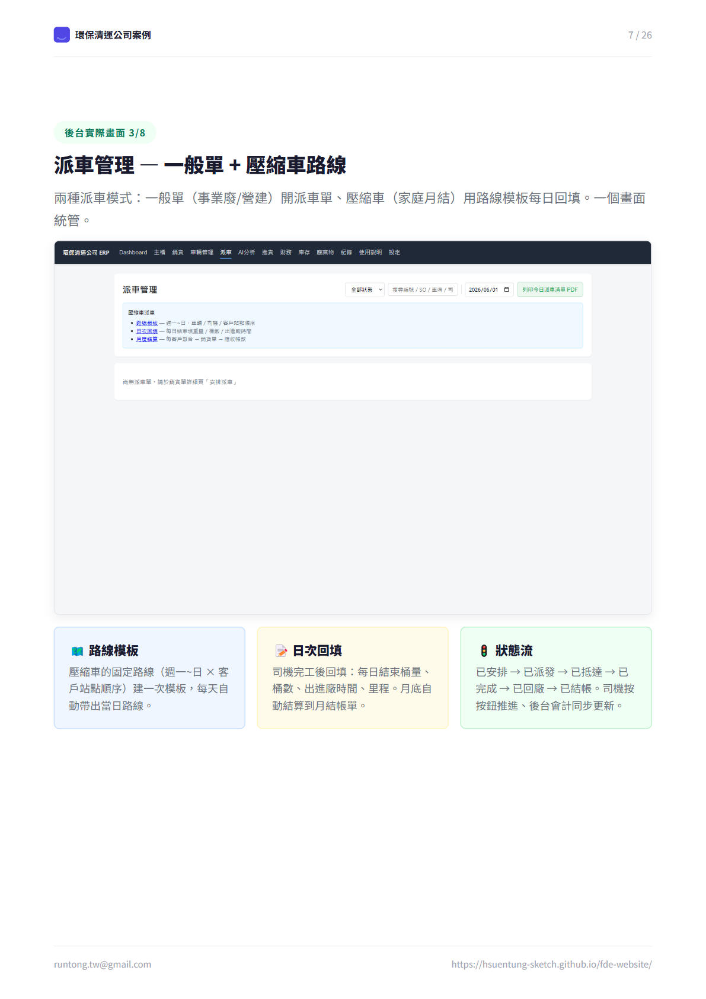 環保清運公司案例
7 / 26
後台實際畫面 3/8
派車管理 — 一般單 + 壓縮車路線
兩種派車模式：一般單（事業廢/營建）開派車單、壓縮車（家庭月結）用路線模板每日回填。一個畫面
統管。
環保清運公司 ERP Dashboard 主檔 銷貨 車輛管理 派車 AI分析 進貨 財務 庫存 廢棄物 紀錄 使用說明 設定
派車管理
全部狀態
搜尋編號 / SO / 車牌 / 司
2026/06/01
列印今日派車清單 PDF
壓縮車派車
路線模板 — 週一~日，車輛 / 司機 / 客戶站點順序
日次回填 — 每日結束填重量 / 桶數 / 出進廠時間
月度結算 — 每客戶聚合 → 銷貨單 → 應收帳款
尚無派車單。請於銷貨單詳細頁「安排派車」
路線模板
壓縮車的固定路線（週一~日 × 客
戶站點順序）建一次模板，每天自
動帶出當日路線。
日次回填
司機完工後回填：每日結束桶量、
桶數、出進廠時間、里程。月底自
動結算到月結帳單。
狀態流
已安排 → 已派發 → 已抵達 → 已
完成 → 已回廠 → 已結帳。司機按
按鈕推進、後台會計同步更新。
runtong.tw@gmail.com
https://hsuentung-sketch.github.io/fde-website/